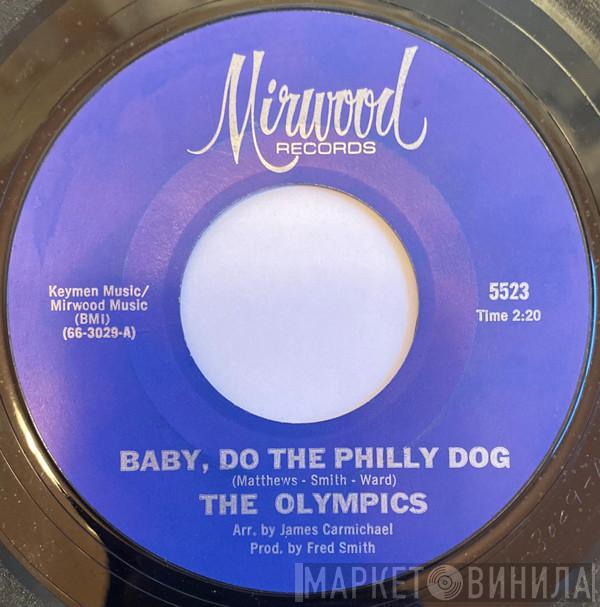 Mirwood
RECORDS
Keymen Music/
Mirwood Music
(BMI)
(66-3029-A)
5523
Time 2:20
BABY, DO THE PHILLY DOG
(Matthews - Smith - Ward)
THE OLYMPICS
Arr. by James Carmichael
Prod. by Fred Smith
МАРКЕТ ВИНИЛА